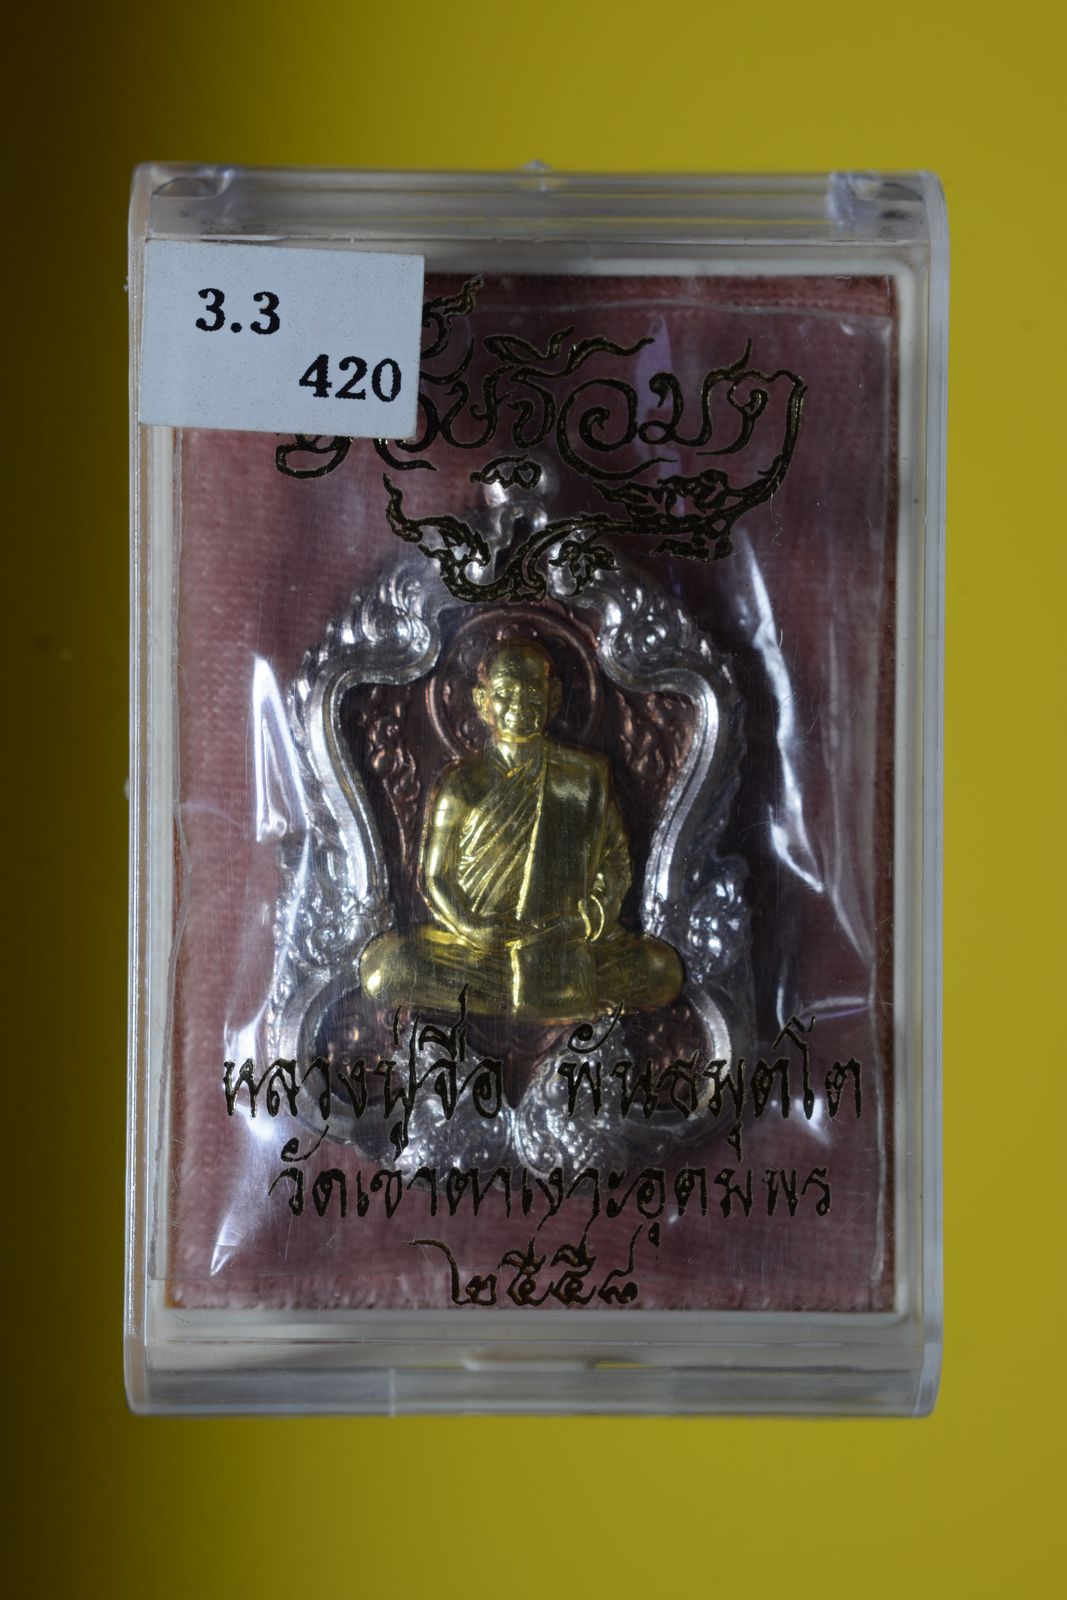 3.3
420
หลวงปู่จื่อ พันธมุตโต
วัดเขาตาเงาะอุดมพร
๒๕๕๘